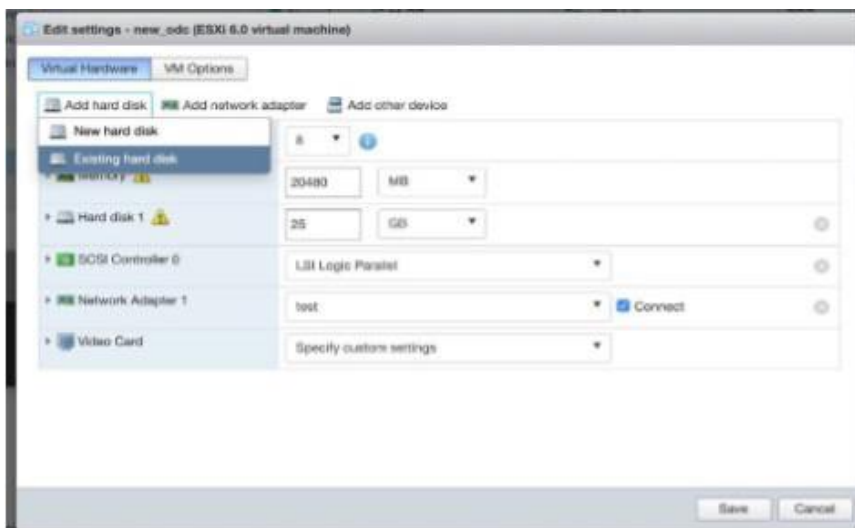 Edit settings - new_odc (ESXi 6.0 virtual machine)
Virtual Hardware VM Options
Add hard disk Add network adapter Add other device
New hard disk
8
Existing hard disk
Memory 20480 MB
Hard disk 1 25 GB
SCSI Controller 0 LSI Logic Parallel
Network Adapter 1 test Connect
Video Card Specify custom settings
Save Cancel